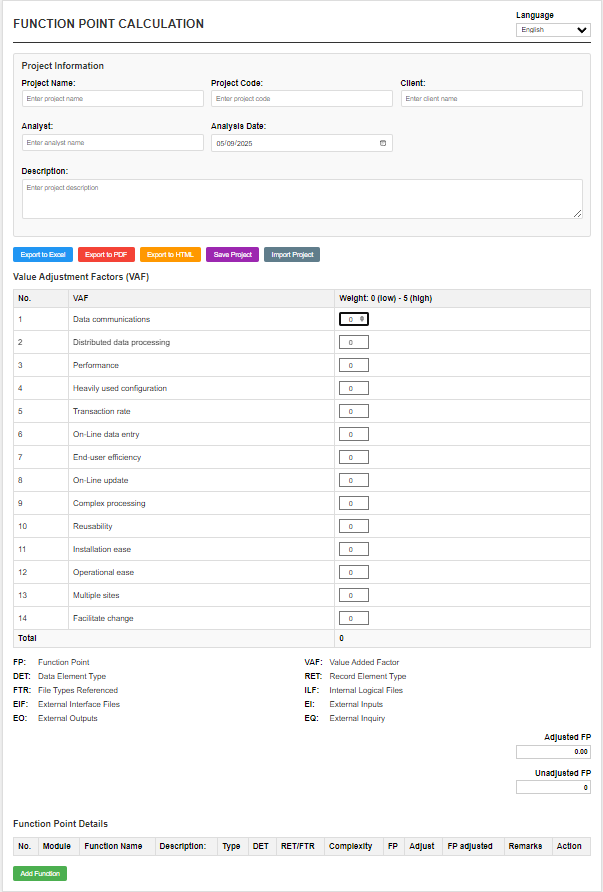 Language
FUNCTION POINT CALCULATION
English
Project Information
Project Name: Project Code: Client:
Enter project name Enter project code Enter client name
Analyst: Analysis Date:
Enter analyst name 05/09/2025
Description:
Enter project description
Export to Excel Export to PDF Export to HTML Save Project Import Project
Value Adjustment Factors (VAF)
No. VAF Weight: 0 (low) - 5 (high)
1 Data communications 0
2 Distributed data processing 0
3 Performance 0
4 Heavily used configuration 0
5 Transaction rate 0
6 On-Line data entry 0
7 End-user efficiency 0
8 On-Line update 0
9 Complex processing 0
10 Reusability 0
11 Installation ease 0
12 Operational ease 0
13 Multiple sites 0
14 Facilitate change 0
Total 0
FP: Function Point VAF: Value Added Factor
DET: Data Element Type RET: Record Element Type
FTR: File Types Referenced ILF: Internal Logical Files
EIF: External Interface Files EI: External Inputs
EO: External Outputs EQ: External Inquiry
Adjusted FP
0.00
Unadjusted FP
0
Function Point Details
No. Module Function Name Description: Type DET RET/FTR Complexity FP Adjust FP adjusted Remarks Action
Add Function